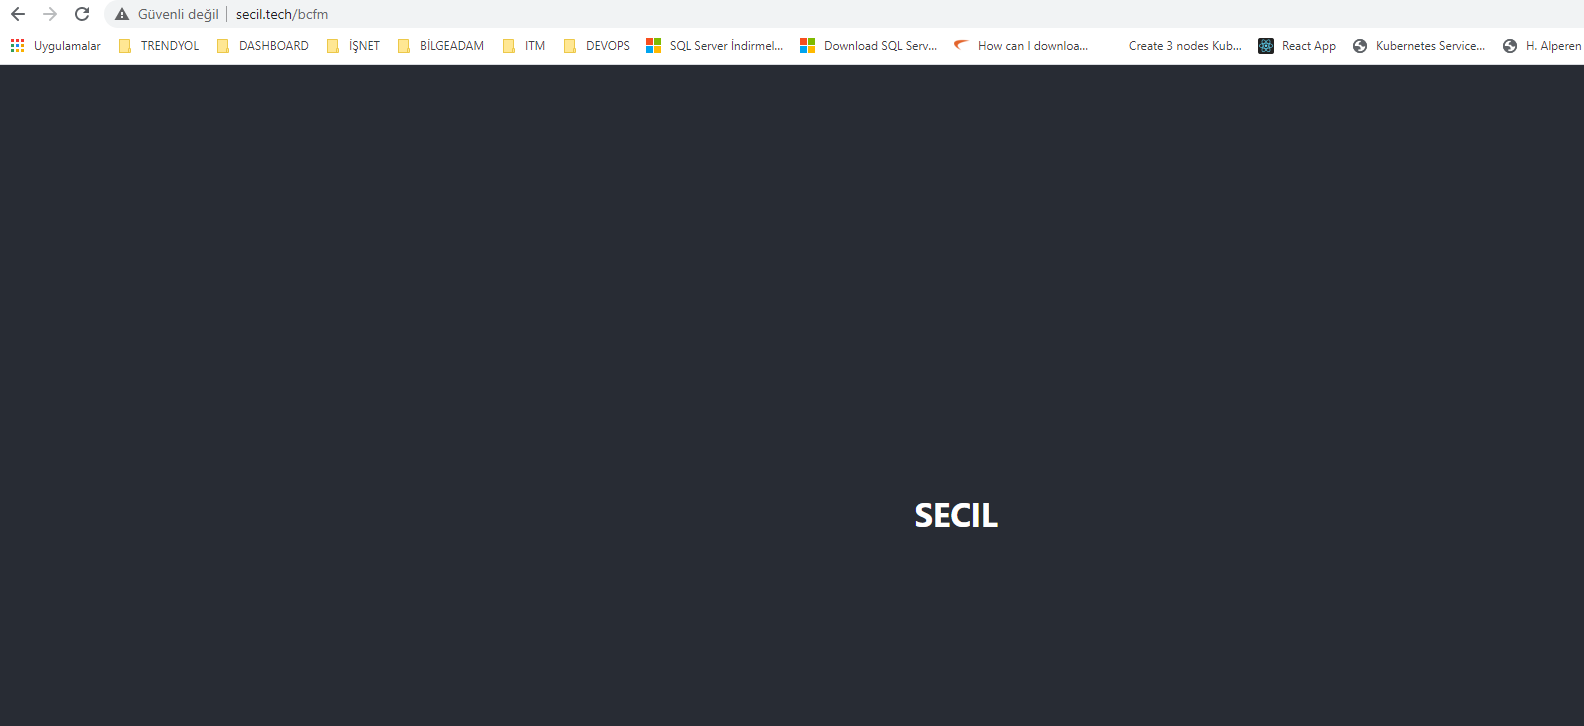 Güvenli değil | secil.tech/bcfm
Uygulamalar TRENDYOL DASHBOARD İŞNET BİLGEADAM ITM DEVOPS SQL Server İndirmel... Download SQL Serv... How can I downloa... Create 3 nodes Kub... React App Kubernetes Service... H. Alperen
SECIL